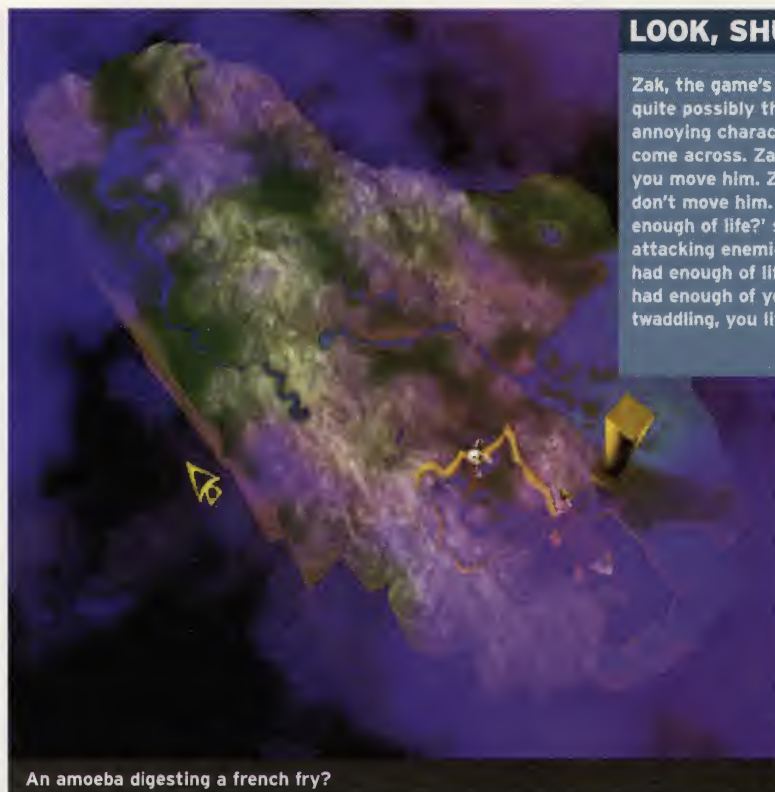 LOOK, SHU
Zak, the game's
quite possibly th
annoying charac
come across. Za
you move him. Z
don't move him.
enough of life?' s
attacking enemi
had enough of lif
had enough of yo
twaddling, you li
An amoeba digesting a french fry?